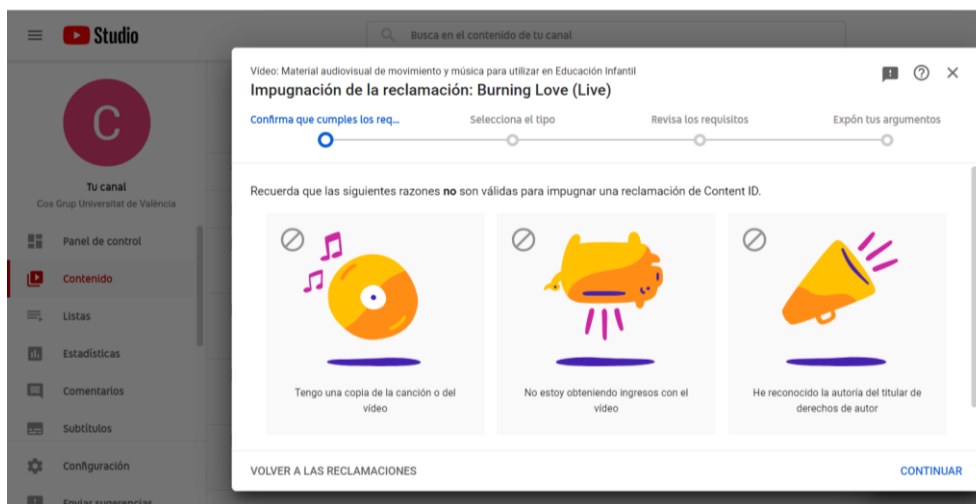 Studio
Busca en el contenido de tu canal
C
Tu canal
Cos Grup Universitat de València
Panel de control
Contenido
Listas
Estadísticas
Comentarios
Subtítulos
Configuración
Enviar sugerencias
Vídeo: Material audiovisual de movimiento y música para utilizar en Educación Infantil
Impugnación de la reclamación: Burning Love (Live)
Confirma que cumples los req...
Selecciona el tipo
Revisa los requisitos
Expón tus argumentos
Recuerda que las siguientes razones no son válidas para impugnar una reclamación de Content ID.
Tengo una copia de la canción o del
vídeo
No estoy obteniendo ingresos con el
vídeo
He reconocido la autoría del titular de
derechos de autor
VOLVER A LAS RECLAMACIONES
CONTINUAR